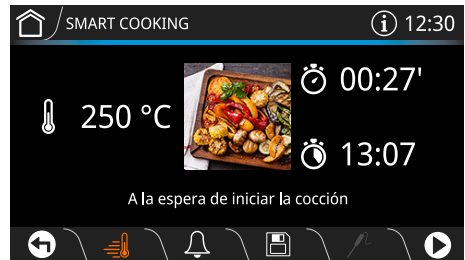 SMART COOKING
12:30
250 °C
00:27'
13:07
A la espera de iniciar la cocción